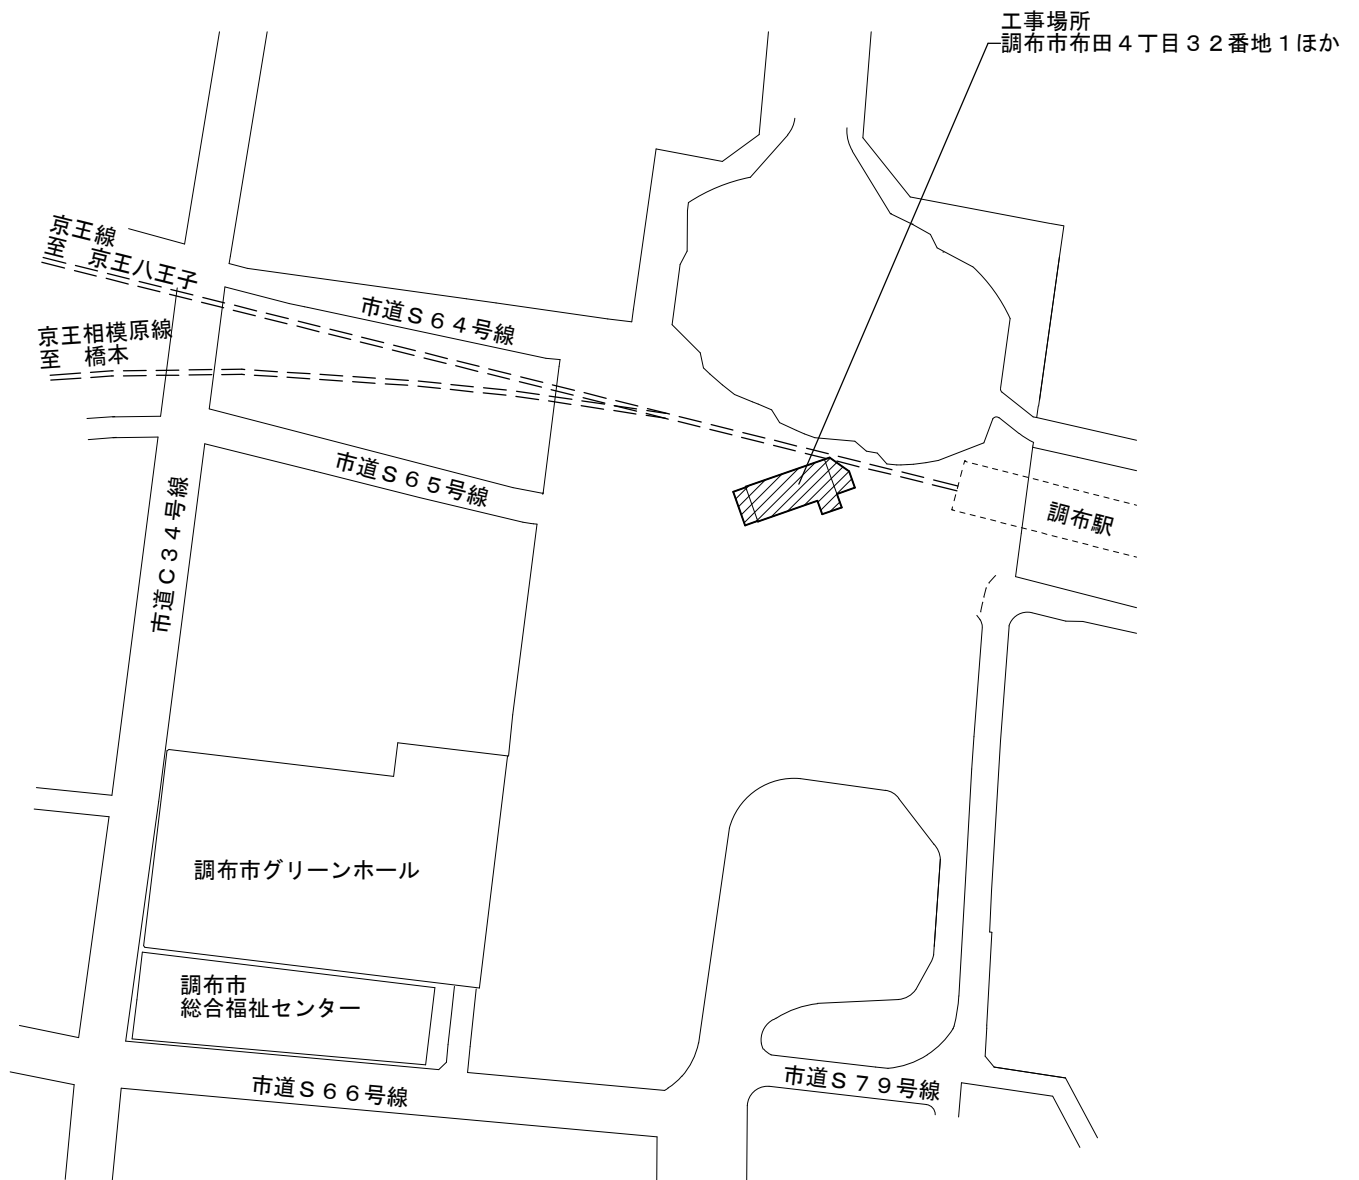 工事場所
調布市布田４丁目３２番地１ほか
京王線
至　京王八王子
市道Ｓ６４号線
京王相模原線
至　橋本
市道Ｓ６５号線
市道Ｃ３４号線
調布駅
調布市グリーンホール
調布市
総合福祉センター
市道Ｓ６６号線
市道Ｓ７９号線